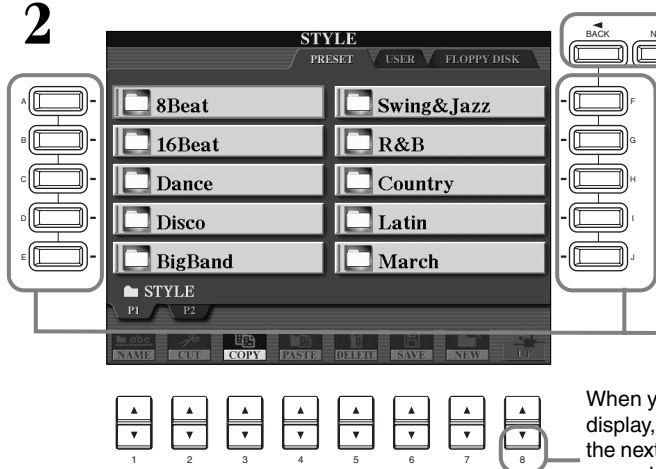 2
STYLE
PRESET USER FLOPPY DISK
BACK N
A 8Beat Swing&Jazz F
B 16Beat R&B G
C Dance Country H
D Disco Latin I
E BigBand March J
STYLE
P1 P2
abc
NAME CUT COPY PASTE DELETE SAVE NEW UP
1 2 3 4 5 6 7 8
When y
display,
the next